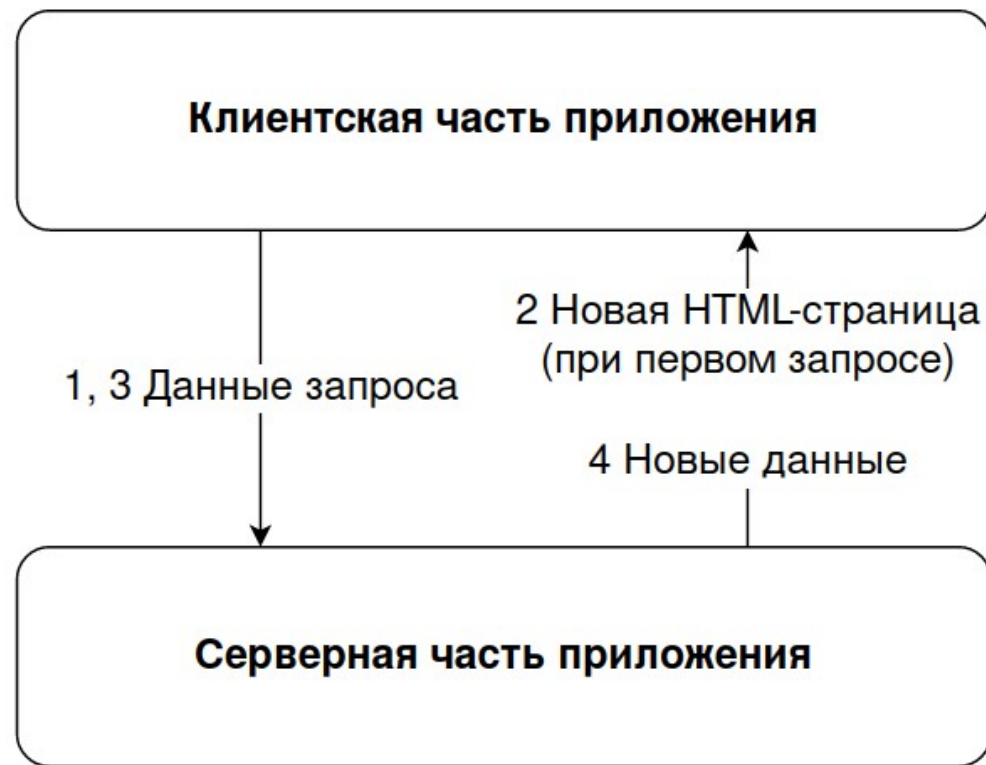 Клиентская часть приложения
2 Новая HTML-страница
(при первом запросе)
1, 3 Данные запроса
4 Новые данные
Серверная часть приложения